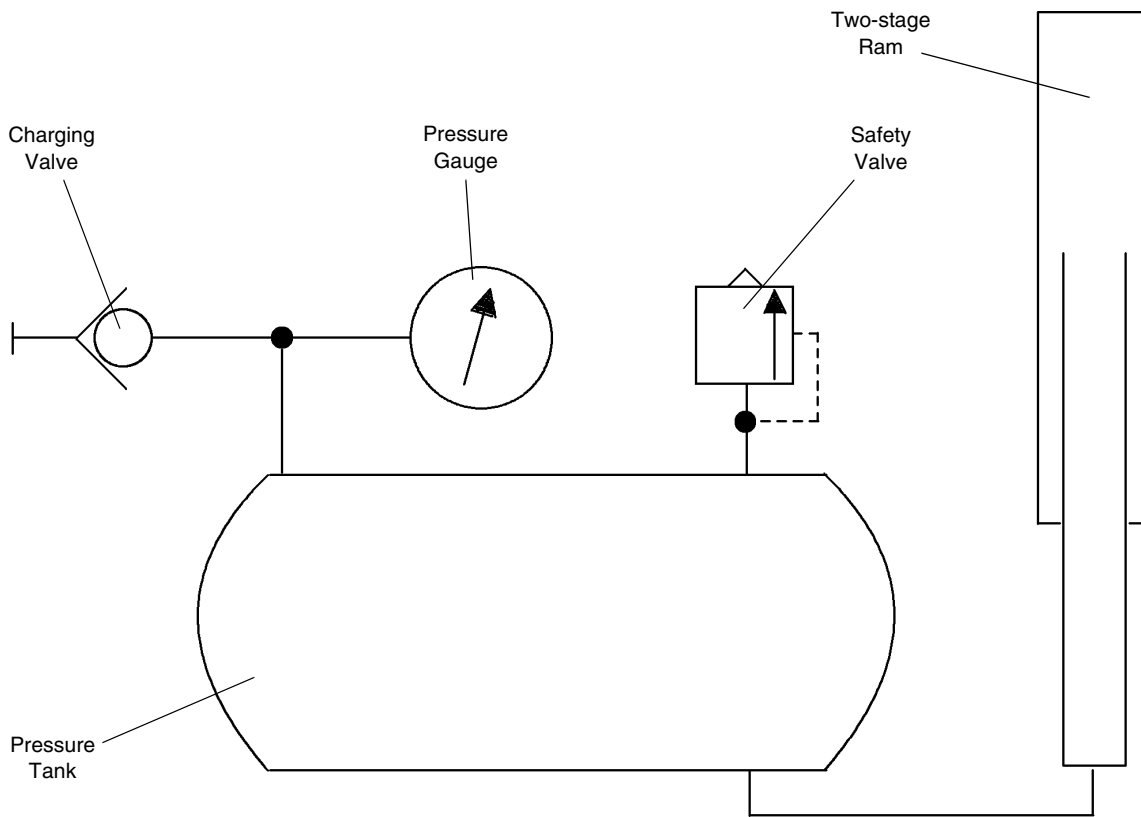 Two-stage
Ram
Charging
Valve
Pressure
Gauge
Safety
Valve
Pressure
Tank